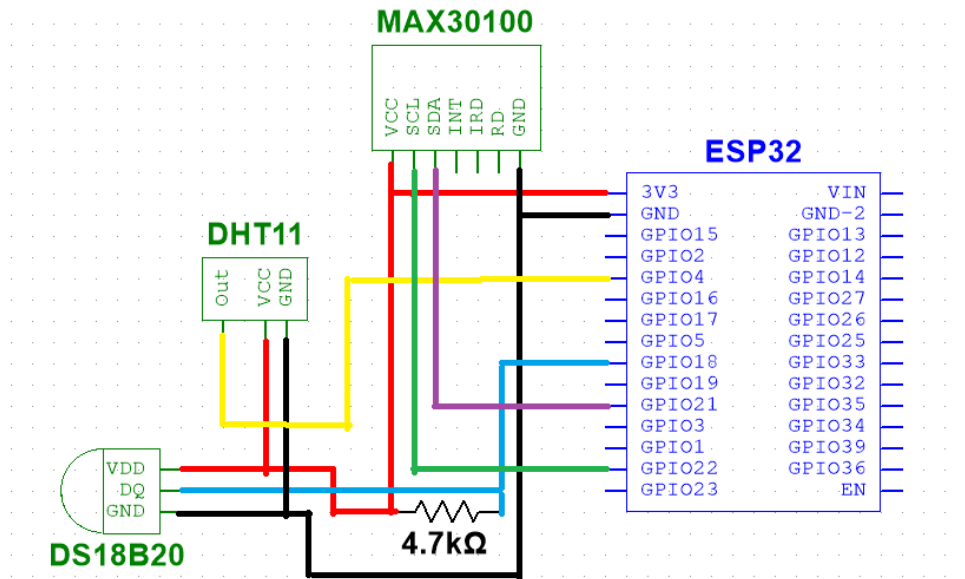 MAX30100
VCC
SCL
SDA
INT
IRD
RD
GND
ESP32
3V3 VIN
GND GND-2
GPIO15 GPIO13
GPIO2 GPIO12
GPIO4 GPIO14
GPIO16 GPIO27
GPIO17 GPIO26
GPIO5 GPIO25
GPIO18 GPIO33
GPIO19 GPIO32
GPIO21 GPIO35
GPIO3 GPIO34
GPIO1 GPIO39
GPIO22 GPIO36
GPIO23 EN
DHT11
Out
VCC
GND
VDD
DQ
GND
DS18B20
4.7kΩ